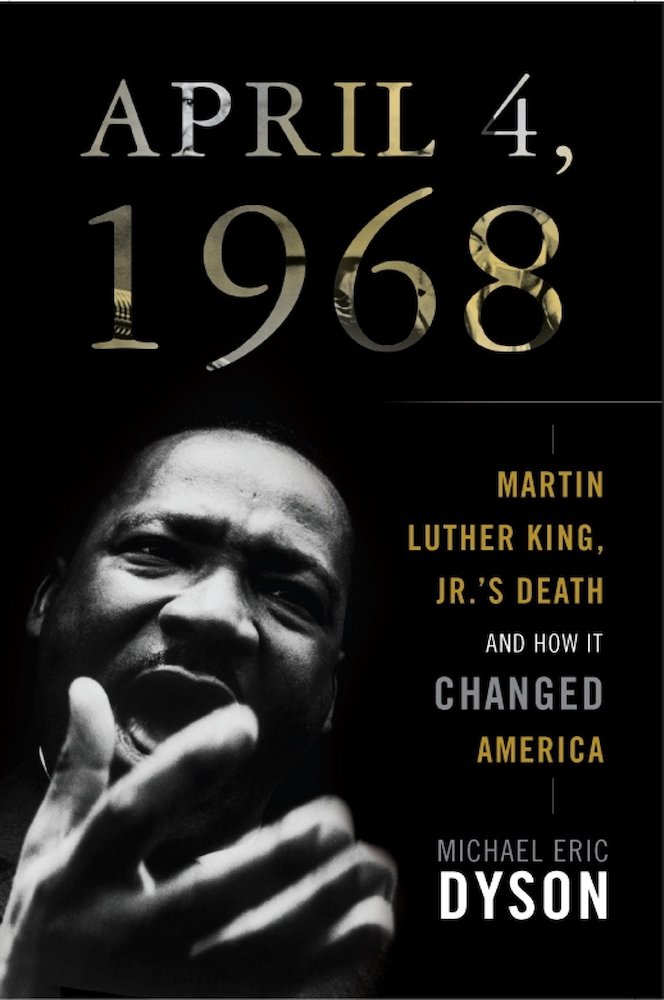 APRIL 4,
1968
MARTIN
LUTHER KING,
JR.'S DEATH
AND HOW IT
CHANGED
AMERICA
MICHAEL ERIC
DYSON